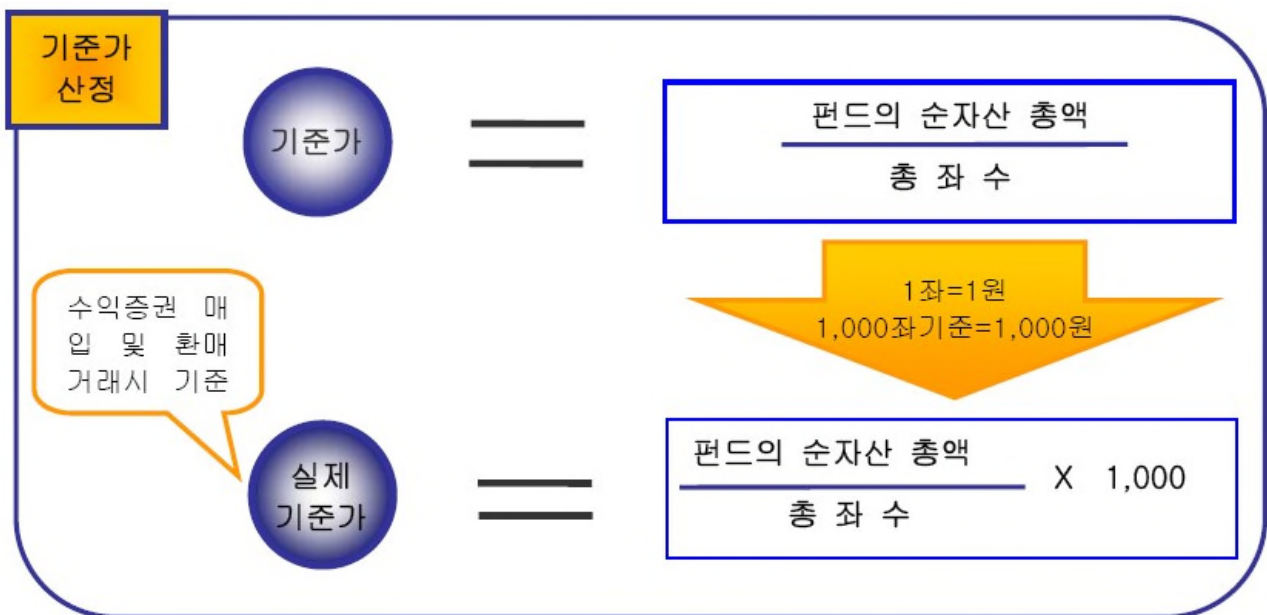 기준가
산정
기준가
펀드의 순자산 총액
총 좌 수
1좌=1원
1,000좌기준=1,000원
수익증권 매
입 및 환매
거래시 기준
실제
기준가
펀드의 순자산 총액
X 1,000
총 좌 수